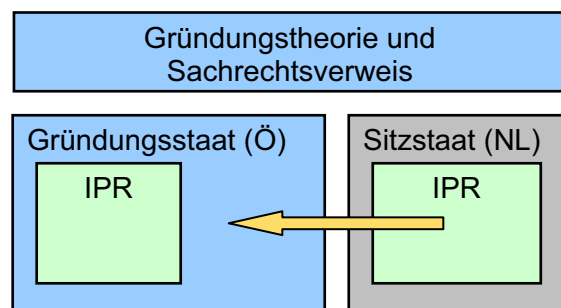 Gründungstheorie und
Sachrechtsverweis
Gründungsstaat (Ö)
IPR
Sitzstaat (NL)
IPR